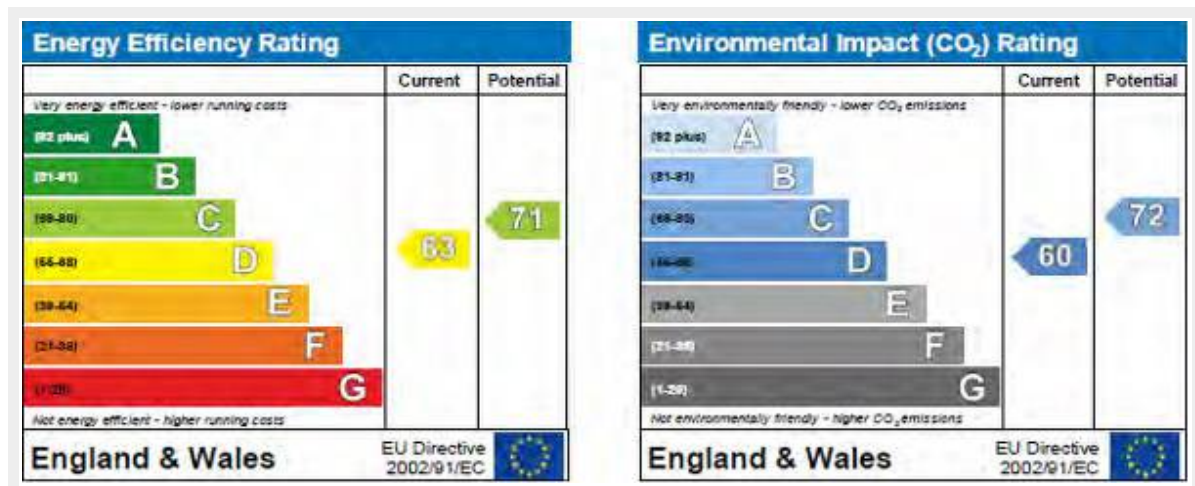 Energy Efficiency Rating
Current Potential
Very energy efficient - lower running costs
(92 plus) A
(81-91) B
(69-80) C
(55-68) D
(39-54) E
(21-38) F
G
Not energy efficient - higher running costs
63
71
England & Wales
EU Directive
2002/91/EC
Environmental Impact (CO₂) Rating
Current Potential
Very environmentally friendly - lower CO₂ emissions
(92 plus) A
(81-91) B
C
D
(39-54) E
F
(1-20) G
Not environmentally friendly - higher CO₂ emissions
60
72
England & Wales
EU Directive
2002/91/EC